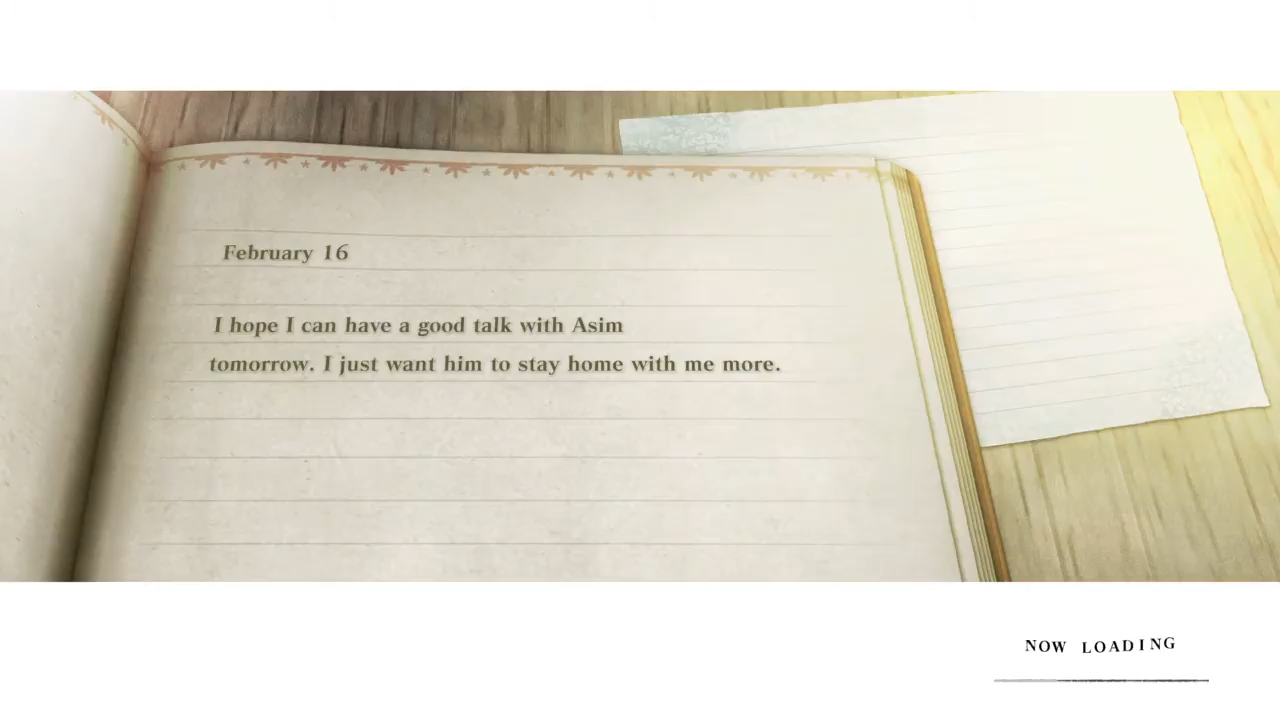 February 16
I hope I can have a good talk with Asim
tomorrow. I just want him to stay home with me more.
NOW LOADING